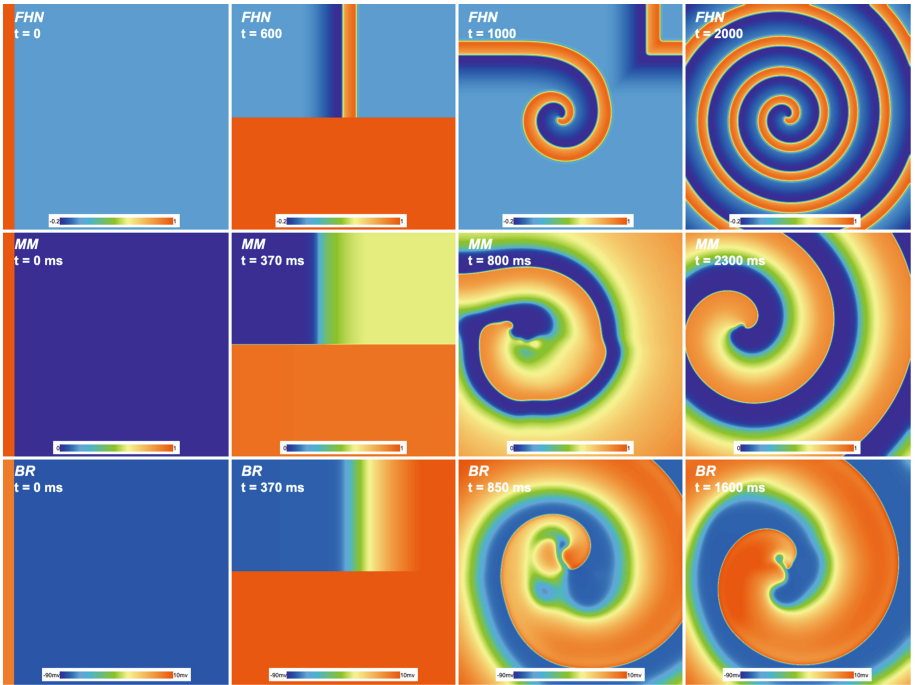 FHN
t = 0
-0.2 1
FHN
t = 600
-0.2 1
FHN
t = 1000
-0.2 1
FHN
t = 2000
-0.2 1
MM
t = 0 ms
0 1
MM
t = 370 ms
0 1
MM
t = 800 ms
0 1
MM
t = 2300 ms
0 1
BR
t = 0 ms
-90mv 10mv
BR
t = 370 ms
-90mv 10mv
BR
t = 850 ms
-90mv 10mv
BR
t = 1600 ms
-90mv 10mv